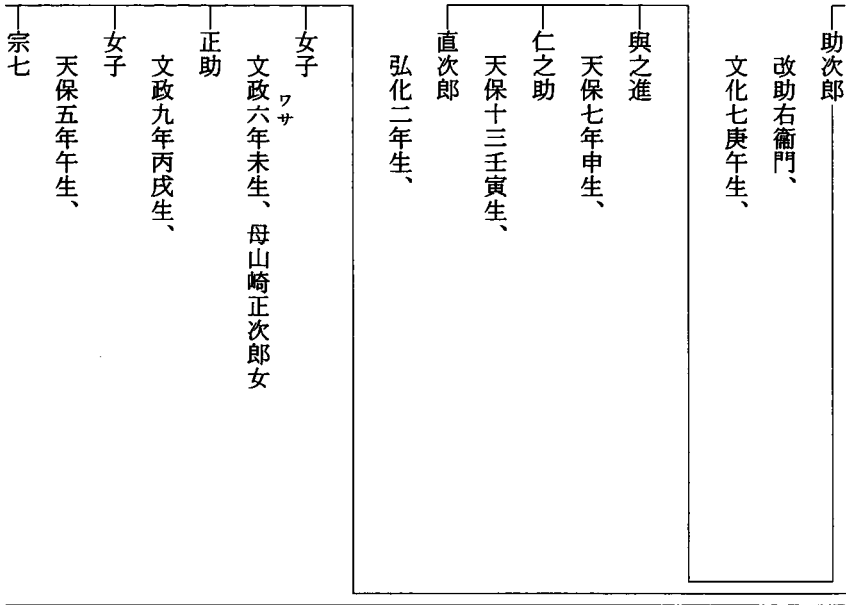 助次郎
改助右衞門、
文化七庚午生、
與之進
天保七年申生、
仁之助
天保十三壬寅生、
直次郎
弘化二年生、
女子
ワサ
文政六年未生、母山崎正次郎女
正助
文政九年丙戌生、
女子
天保五年午生、
宗七